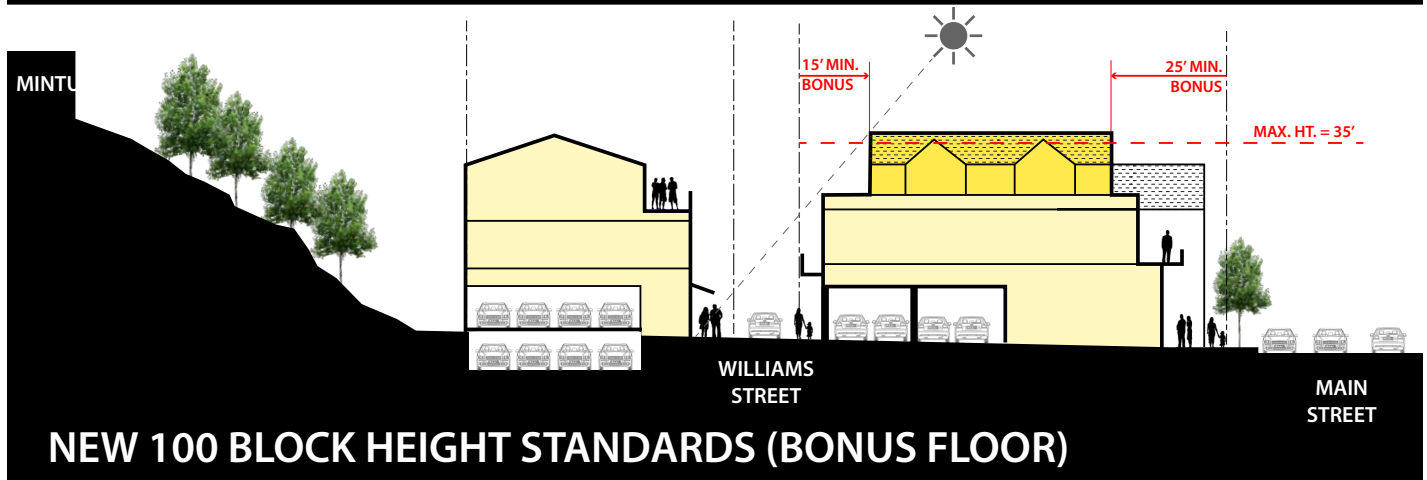 MINTU
15' MIN.
BONUS
25' MIN.
BONUS
MAX. HT. = 35'
WILLIAMS
STREET
MAIN
STREET
NEW 100 BLOCK HEIGHT STANDARDS (BONUS FLOOR)